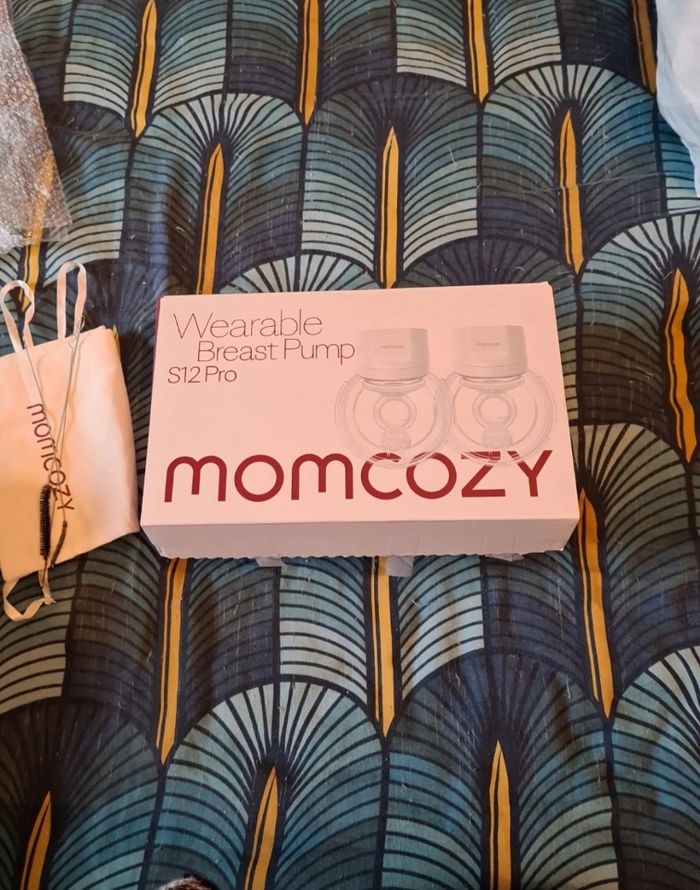 Wearable
Breast Pump
S12 Pro
momcozy
momcozy